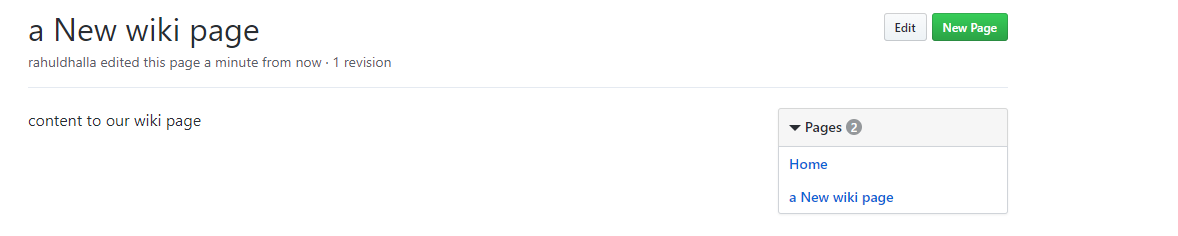 a New wiki page
Edit
New Page
rahuldhalla edited this page a minute from now · 1 revision
content to our wiki page
Pages 2
Home
a New wiki page